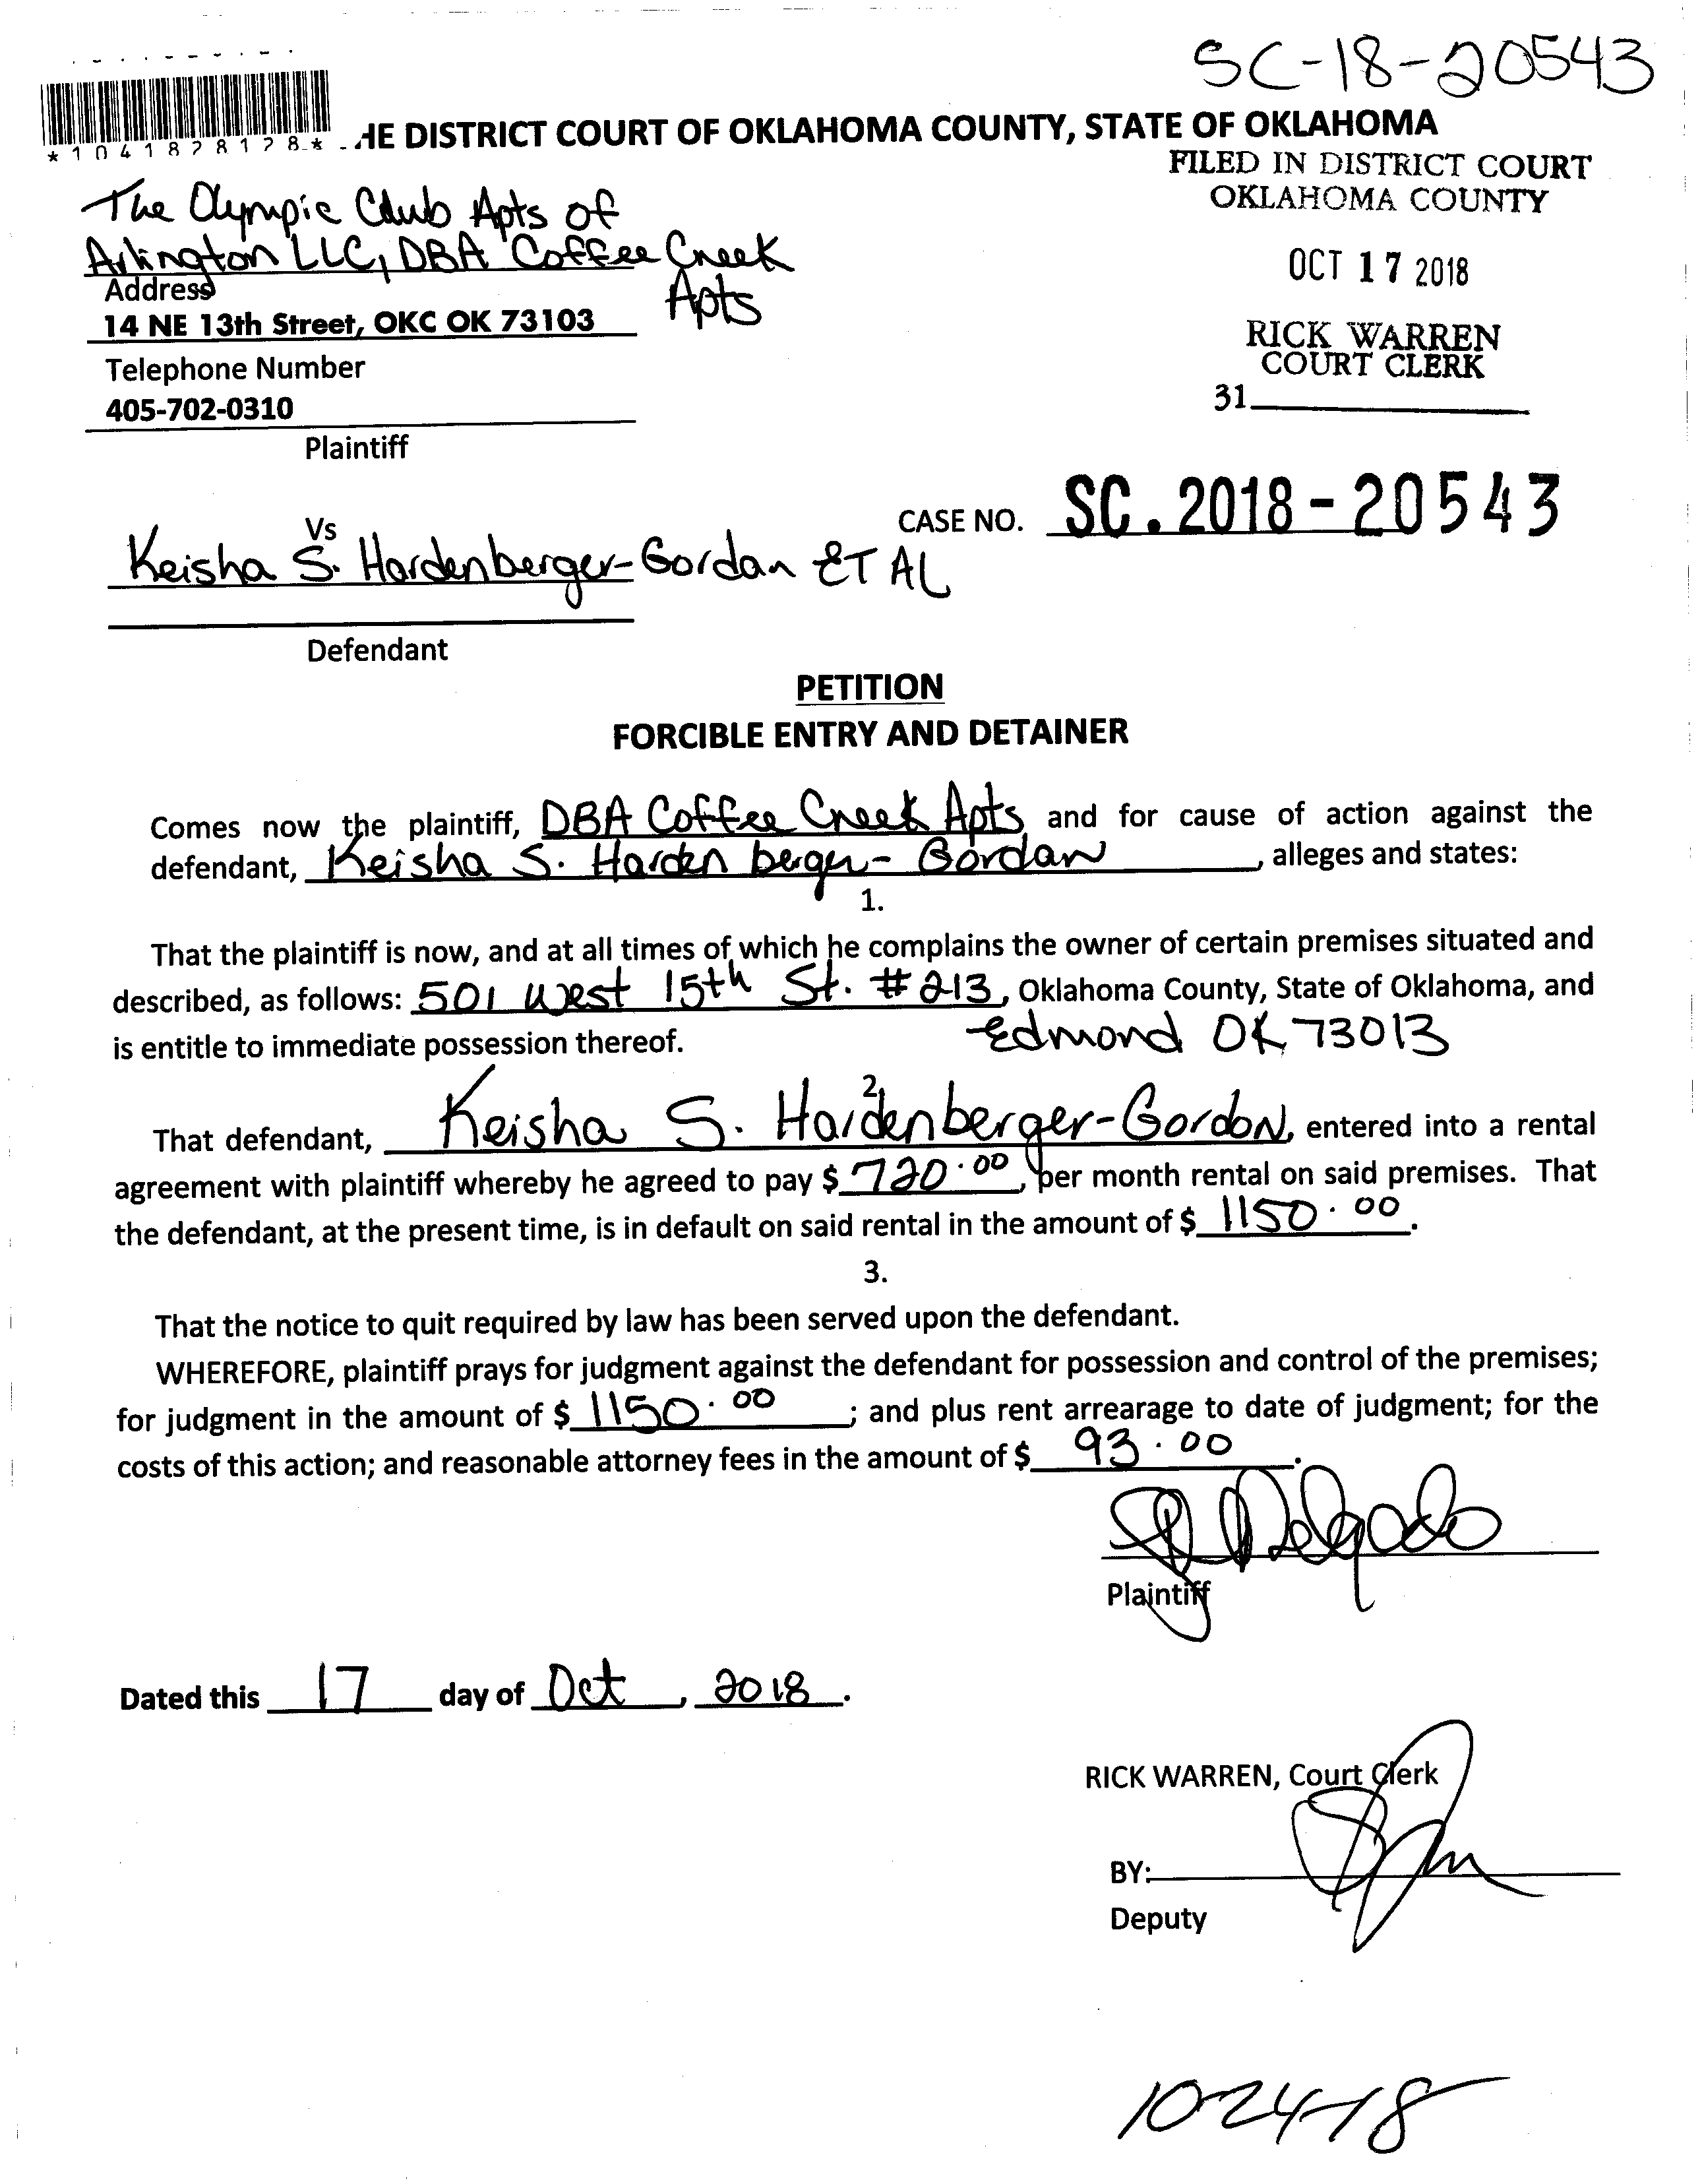 SC-18-20543
*1041828128*
HE DISTRICT COURT OF OKLAHOMA COUNTY, STATE OF OKLAHOMA
FILED IN DISTRICT COURT
OKLAHOMA COUNTY
The Olympic Club Apts of
Arlington LLC, DBA Coffee Creek
Apts
OCT 17 2018
Address
14 NE 13th Street, OKC OK 73103
RICK WARREN
COURT CLERK
Telephone Number
31
405-702-0310
Plaintiff
CASE NO. SC. 2018-20543
Vs
Keisha S. Hardenberger-Gordan ET AL
Defendant
PETITION
FORCIBLE ENTRY AND DETAINER
Comes now the plaintiff, DBA Coffee Creek Apts and for cause of action against the
defendant, Keisha S. Hardenberger-Gordan, alleges and states:
1.
That the plaintiff is now, and at all times of which he complains the owner of certain premises situated and
described, as follows: 501 West 15th St. #213, Oklahoma County, State of Oklahoma, and
is entitle to immediate possession thereof. Edmond OK 73013
2.
That defendant, Keisha S. Hardenberger-Gordon, entered into a rental
agreement with plaintiff whereby he agreed to pay $ 720.00, per month rental on said premises. That
the defendant, at the present time, is in default on said rental in the amount of $ 1150.00.
3.
That the notice to quit required by law has been served upon the defendant.
WHEREFORE, plaintiff prays for judgment against the defendant for possession and control of the premises;
for judgment in the amount of $ 1150.00; and plus rent arrearage to date of judgment; for the
costs of this action; and reasonable attorney fees in the amount of $ 93.00.
Delgado
Plaintiff
Dated this 17 day of Oct, 2018.
RICK WARREN, Court Clerk
BY:
Deputy
10-24-18